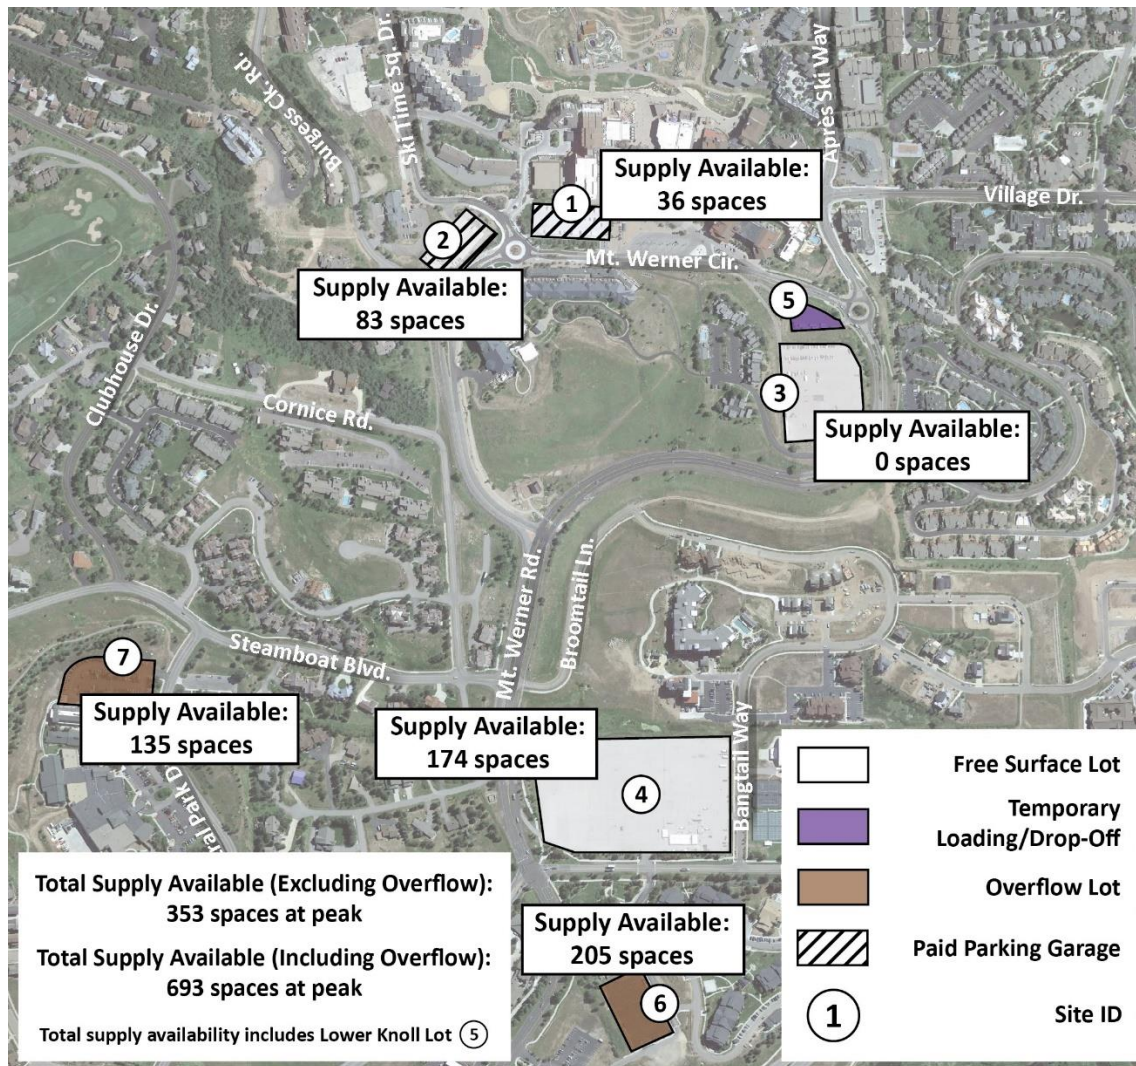 Burgess Ck. Rd.
Ski Time Sq. Dr.
Après Ski Way
Village Dr.
1
Supply Available:
36 spaces
2
Mt. Werner Cir.
Supply Available:
83 spaces
5
3
Supply Available:
0 spaces
Clubhouse Dr.
Cornice Rd.
Mt. Werner Rd.
Broomtail Ln.
Steamboat Blvd.
7
Supply Available:
135 spaces
Supply Available:
174 spaces
4
Bangtail Way
ral Park D
Supply Available:
205 spaces
6
Free Surface Lot
Temporary
Loading/Drop-Off
Overflow Lot
Paid Parking Garage
1
Site ID
Total Supply Available (Excluding Overflow):
353 spaces at peak
Total Supply Available (Including Overflow):
693 spaces at peak
Total supply availability includes Lower Knoll Lot 5